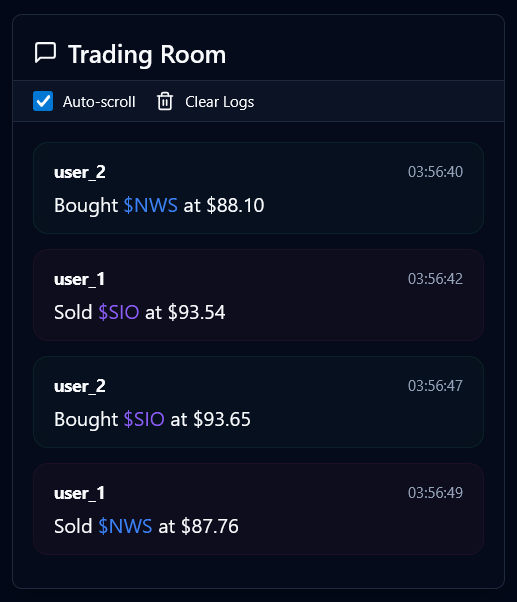 Trading Room
Auto-scroll Clear Logs
user_2 03:56:40
Bought $NWS at $88.10
user_1 03:56:42
Sold $SIO at $93.54
user_2 03:56:47
Bought $SIO at $93.65
user_1 03:56:49
Sold $NWS at $87.76